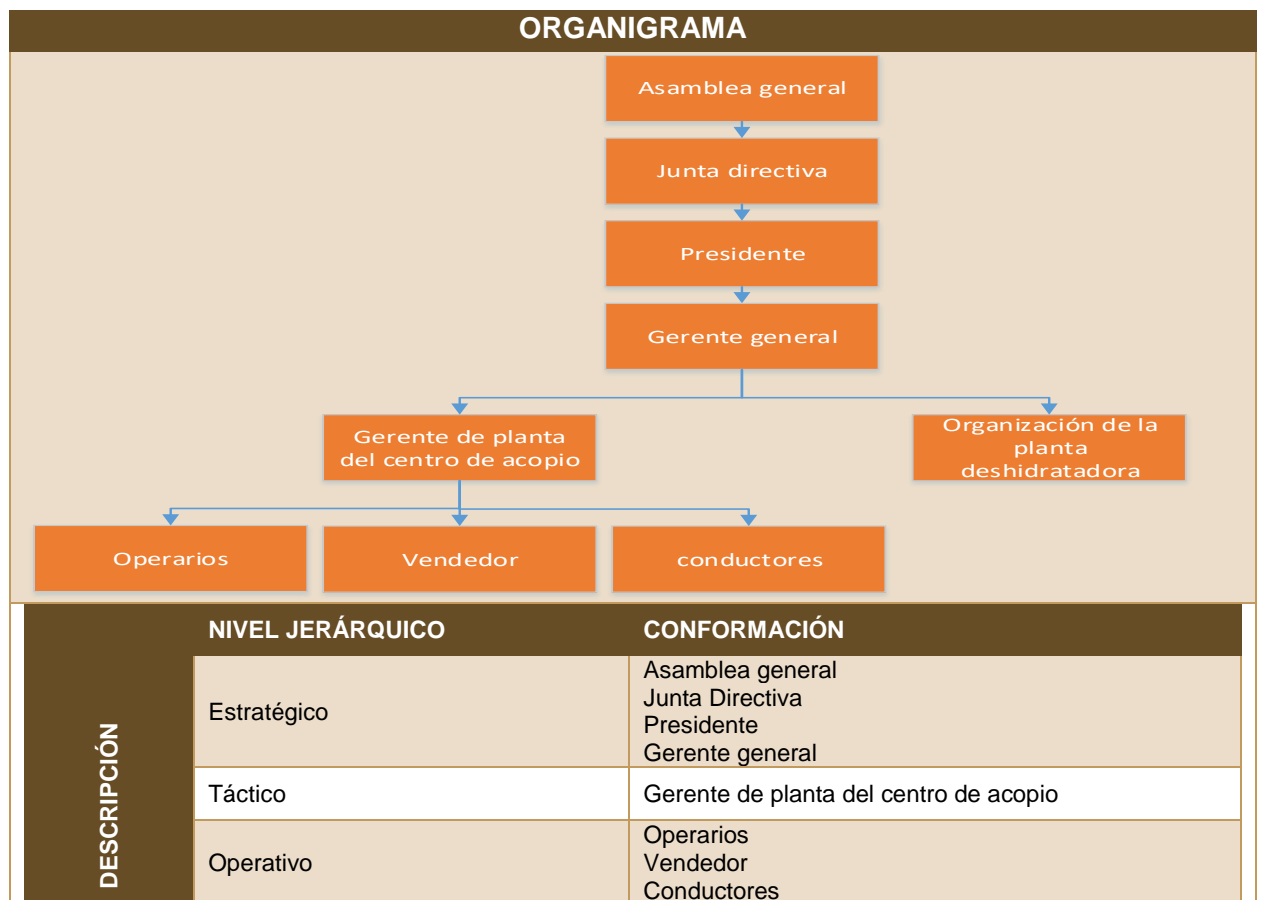 ORGANIGRAMA
Asamblea general
Junta directiva
Presidente
Gerente general
Gerente de planta
del centro de acopio
Organización de la
planta
deshidratadora
Operarios
Vendedor
conductores
DESCRIPCIÓN
NIVEL JERÁRQUICO
CONFORMACIÓN
Estratégico
Asamblea general
Junta Directiva
Presidente
Gerente general
Táctico
Gerente de planta del centro de acopio
Operativo
Operarios
Vendedor
Conductores